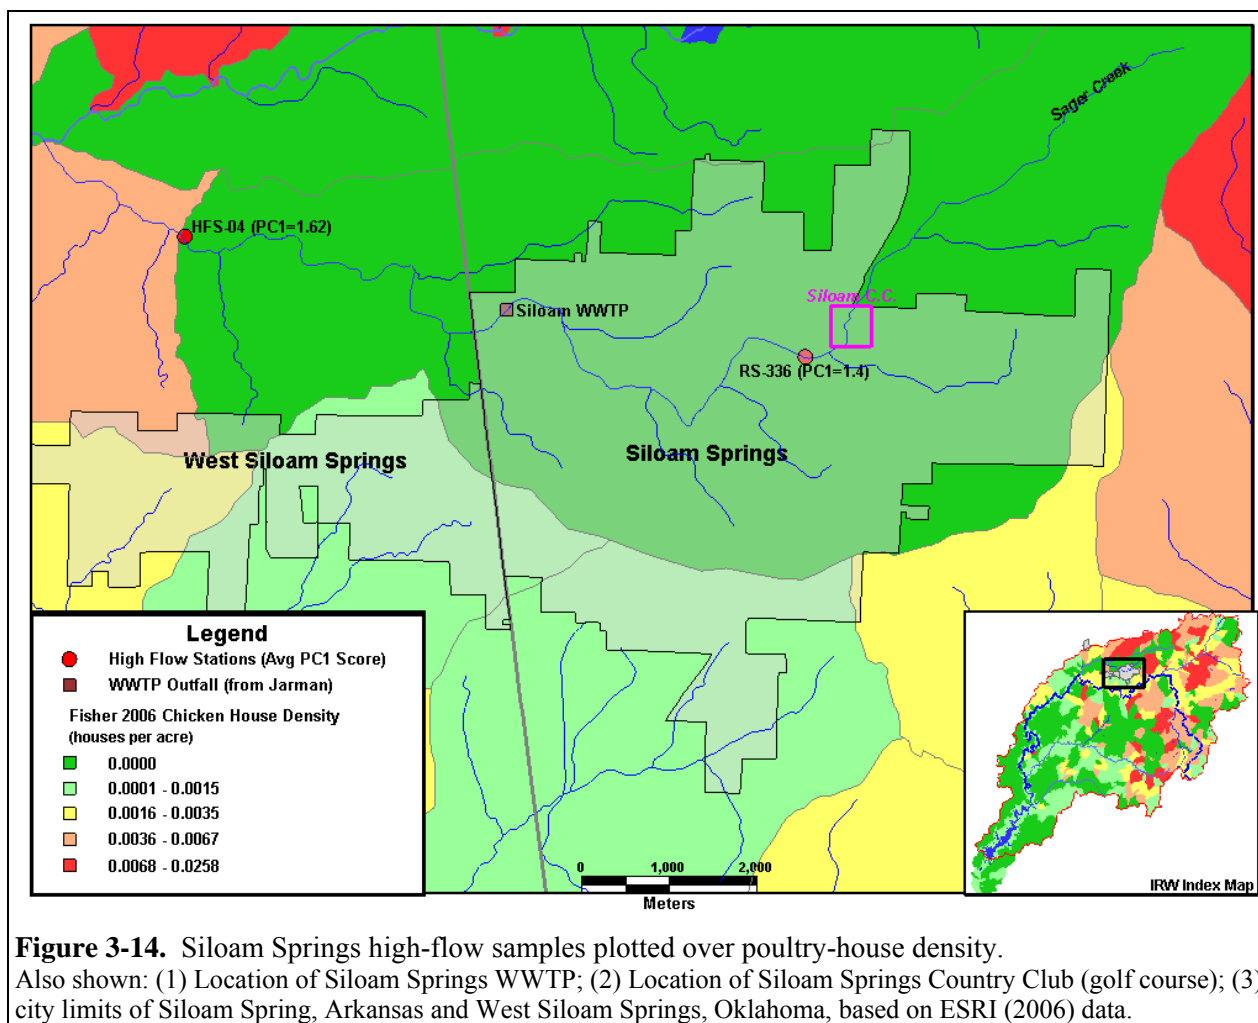 Sager Creek
HFS-04 (PC1=1.62)
Siloam C.C.
Siloam WWTP
RS-336 (PC1=1.4)
West Siloam Springs
Siloam Springs
Legend
High Flow Stations (Avg PC1 Score)
WWTP Outfall (from Jarman)
Fisher 2006 Chicken House Density
(houses per acre)
0.0000
0.0001 - 0.0015
0.0016 - 0.0035
0.0036 - 0.0067
0.0068 - 0.0258
0 1,000 2,000
Meters
IRW Index Map
Figure 3-14. Siloam Springs high-flow samples plotted over poultry-house density.
Also shown: (1) Location of Siloam Springs WWTP; (2) Location of Siloam Springs Country Club (golf course); (3)
city limits of Siloam Spring, Arkansas and West Siloam Springs, Oklahoma, based on ESRI (2006) data.